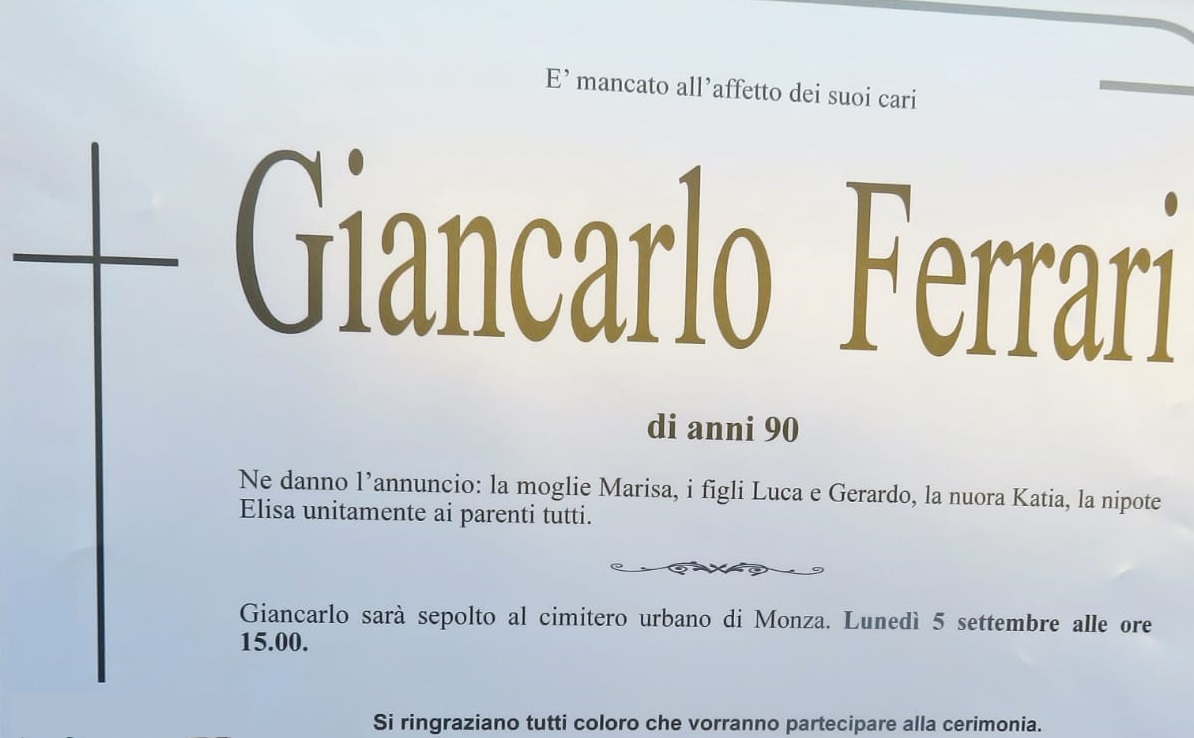 E' mancato all'affetto dei suoi cari
Giancarlo Ferrari
di anni 90
Ne danno l'annuncio: la moglie Marisa, i figli Luca e Gerardo, la nuora Katia, la nipote
Elisa unitamente ai parenti tutti.
Giancarlo sarà sepolto al cimitero urbano di Monza. Lunedì 5 settembre alle ore
15.00.
Si ringraziano tutti coloro che vorranno partecipare alla cerimonia.